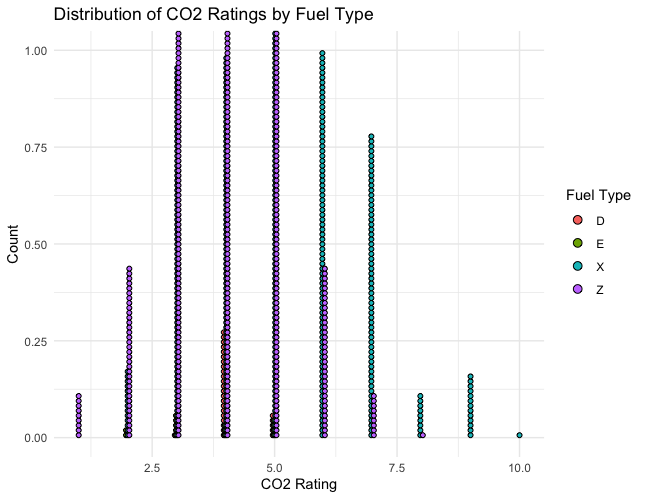 Distribution of CO2 Ratings by Fuel Type
1.00
0.75
0.50
0.25
0.00
Count
2.5 5.0 7.5 10.0
CO2 Rating
Fuel Type
D
E
X
Z